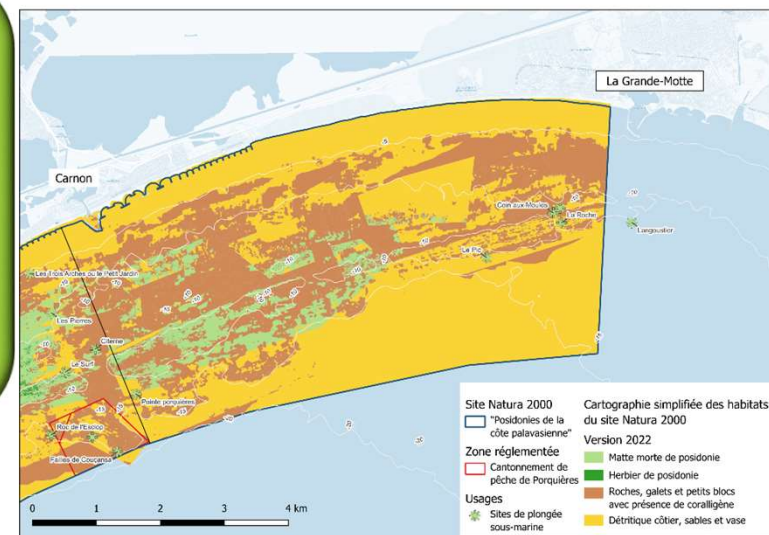 La Grande-Motte
Carnon
Coin aux Moules
La Roche
Langoustier
Le Pic
Les Trois Arches ou le Petit Jardin
Les Pierres
Citerne
Le Surf
Pointe porquières
Roc de l'Esclop
Failles de Couçansa
0 1 2 3 4 km
Site Natura 2000
"Posidonies de la
côte palavasienne"
Zone réglementée
Cantonnement de
pêche de Porquières
Usages
Sites de plongée
sous-marine
Cartographie simplifiée des habitats
du site Natura 2000
Version 2022
Matte morte de posidonie
Herbier de posidonie
Roches, galets et petits blocs
avec présence de coralligène
Détritique côtier, sables et vase